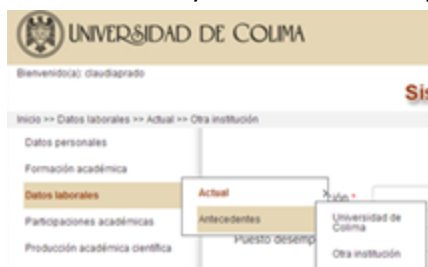 UNIVERSIDAD DE COLIMA
Bienvenido(a): claudiaprado
Sis
Inicio >> Datos laborales >> Actual >> Otra institución
Datos personales
Formación académica
Datos laborales
Actual
ción *
Participaciones académicas
Antecedentes
Universidad de
Colima
Puesto desemp
Producción académica científica
Otra institución